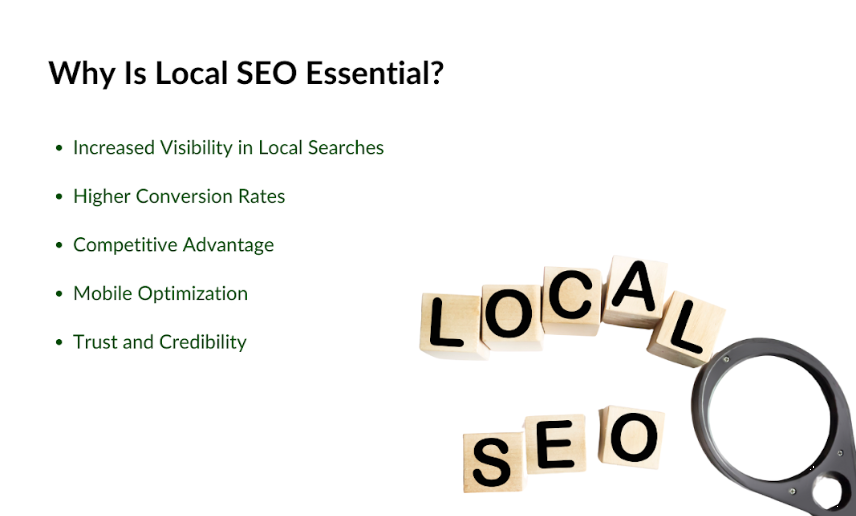 Why Is Local SEO Essential?
• Increased Visibility in Local Searches
• Higher Conversion Rates
• Competitive Advantage
• Mobile Optimization
• Trust and Credibility
LOCAL
SEO